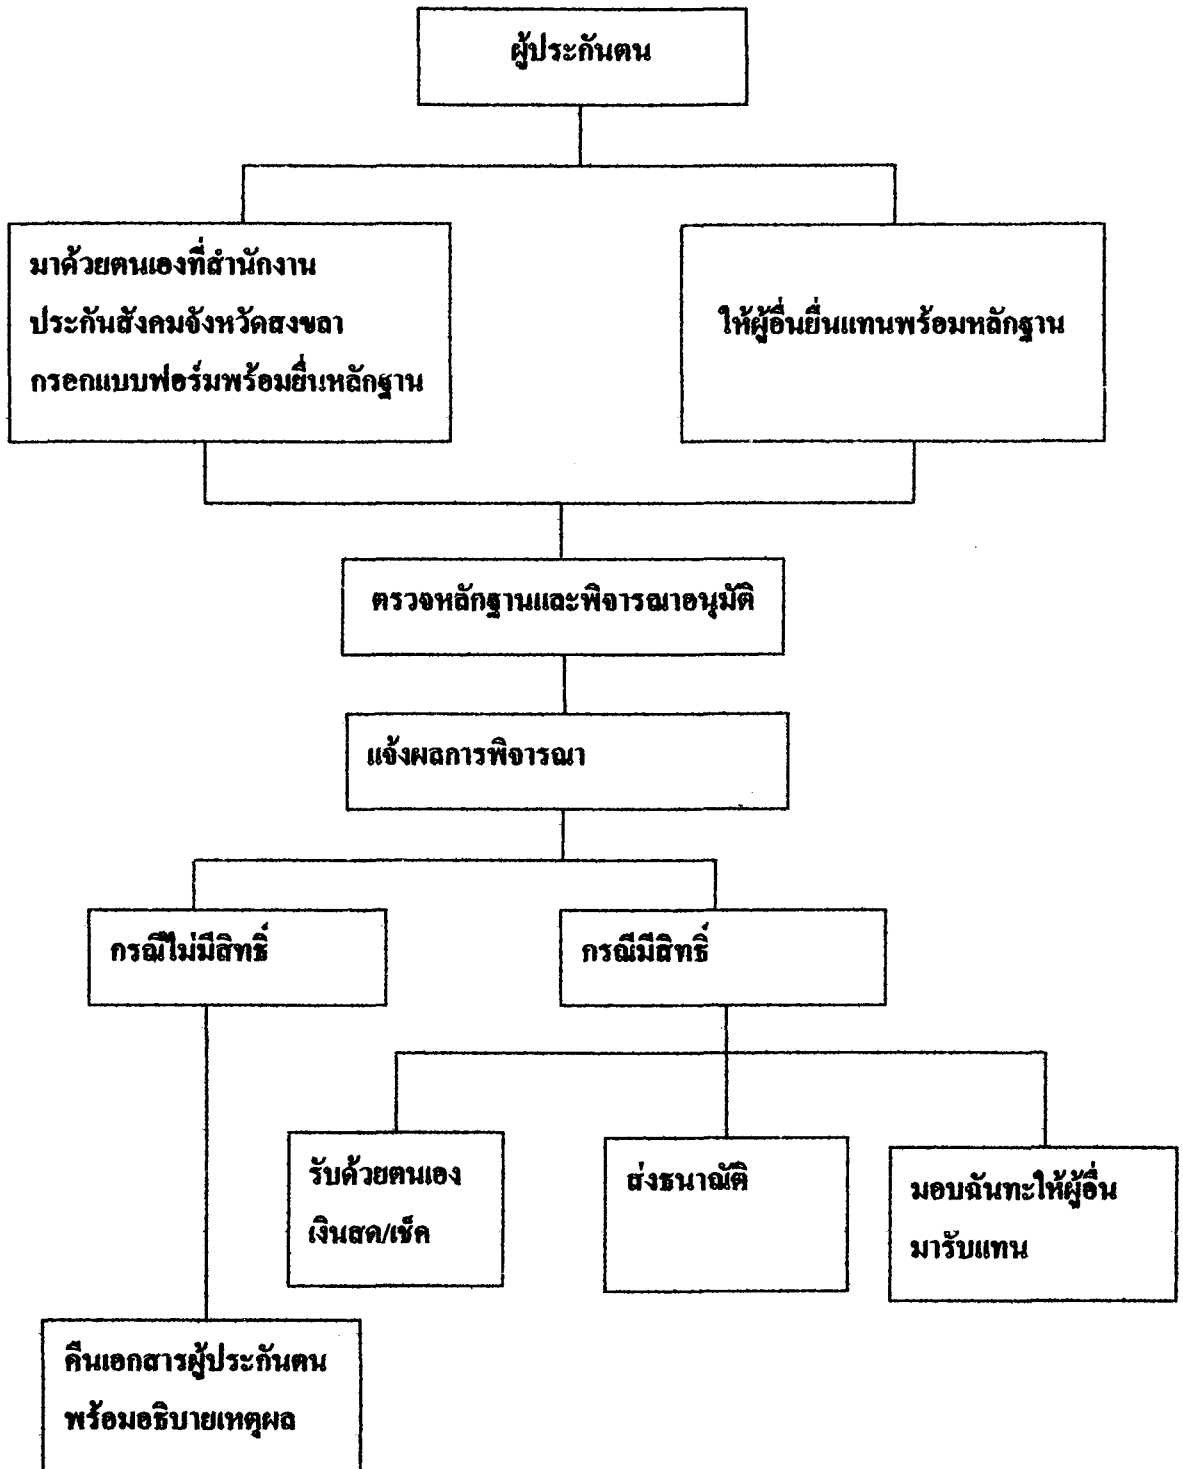 ผู้ประกันตน
มาด้วยตนเองที่สำนักงาน
ประกันสังคมจังหวัดสงขลา
กรอกแบบฟอร์มพร้อมยื่นหลักฐาน
ให้ผู้อื่นยื่นแทนพร้อมหลักฐาน
ตรวจหลักฐานและพิจารณาอนุมัติ
แจ้งผลการพิจารณา
กรณีไม่มีสิทธิ์
กรณีมีสิทธิ์
รับด้วยตนเอง
เงินสด/เช็ค
ส่งธนาณัติ
มอบฉันทะให้ผู้อื่น
มารับแทน
คืนเอกสารผู้ประกันตน
พร้อมอธิบายเหตุผล